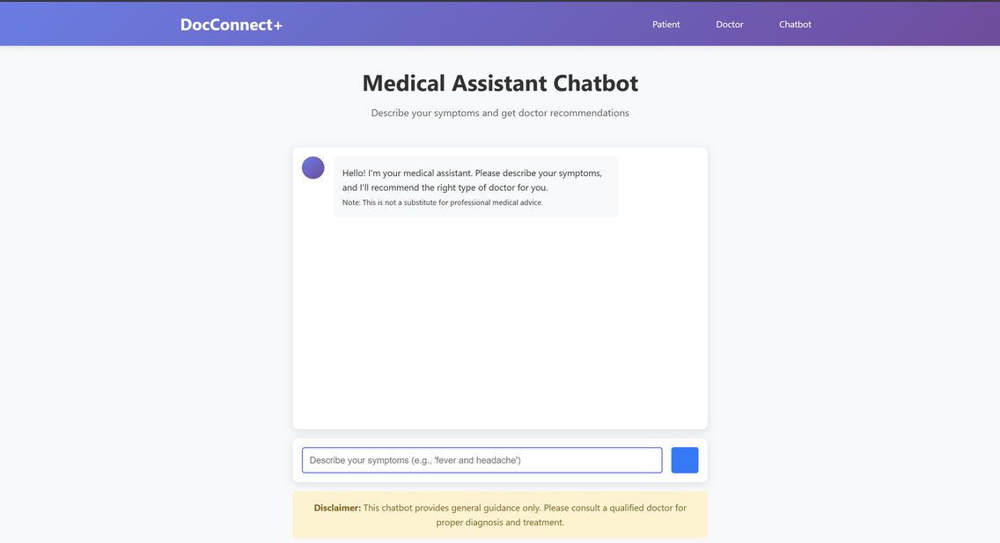 DocConnect+
Patient
Doctor
Chatbot
Medical Assistant Chatbot
Describe your symptoms and get doctor recommendations
Hello! I'm your medical assistant. Please describe your symptoms,
and I'll recommend the right type of doctor for you.
Note: This is not a substitute for professional medical advice.
Describe your symptoms (e.g., 'fever and headache')
Disclaimer: This chatbot provides general guidance only. Please consult a qualified doctor for
proper diagnosis and treatment.